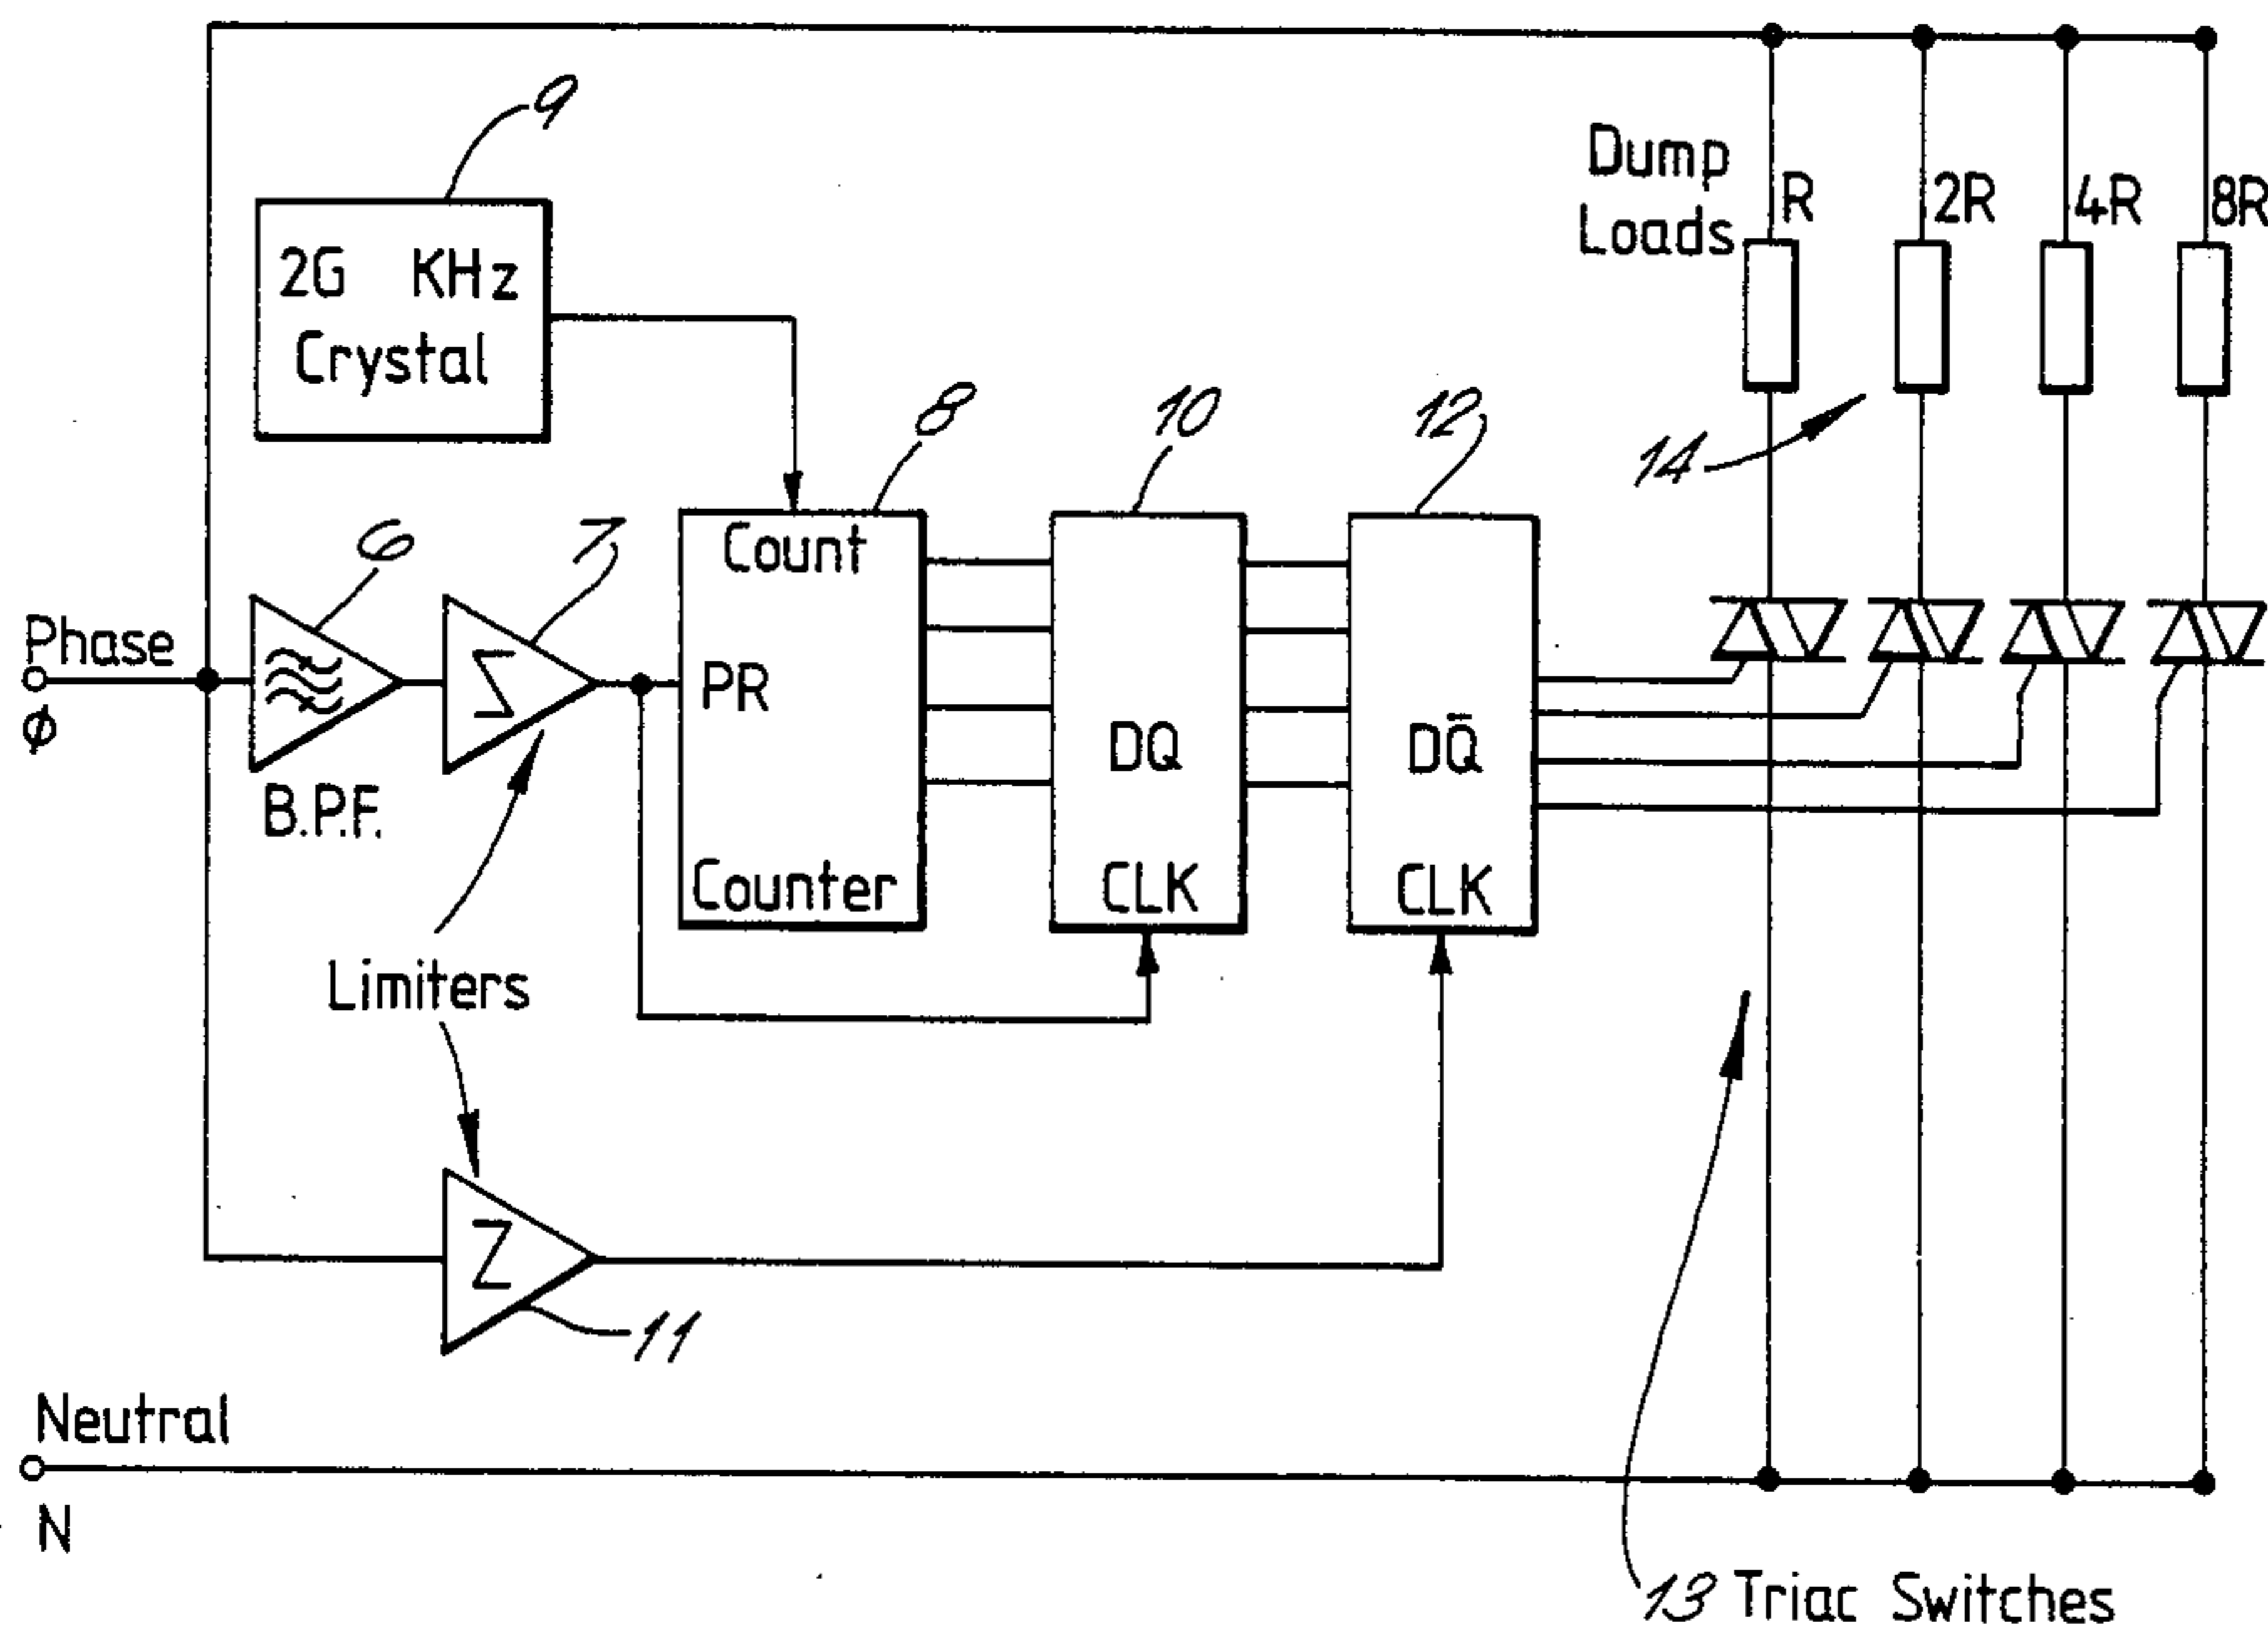 9
Dump
Loads
R
2R
4R
8R
2G KHz
Crystal
8
10
12
14
6
7
Count
Phase
ϕ
PR
DQ
DQ̄
B.P.F.
Counter
CLK
CLK
Limiters
Σ
Z
11
Neutral
N
13 Triac Switches